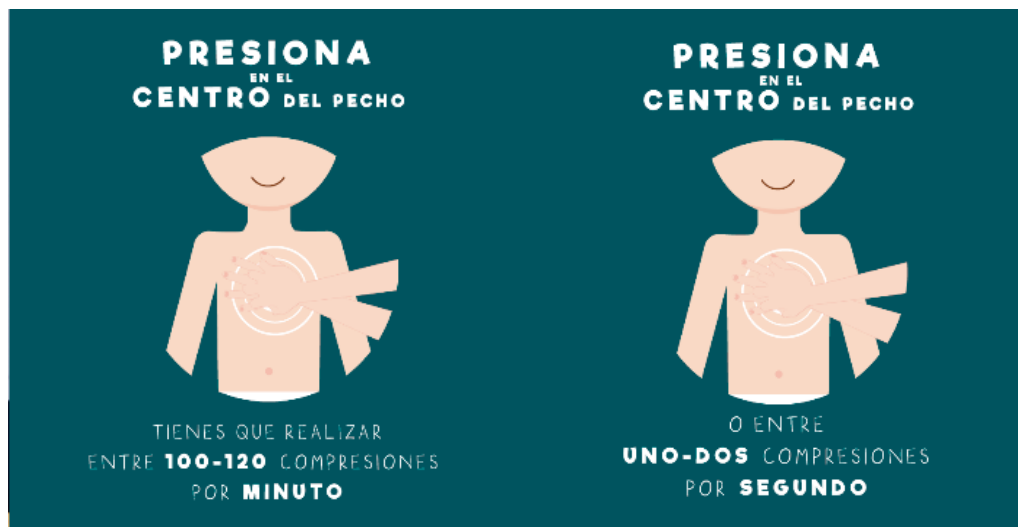 PRESIONA
EN EL
CENTRO DEL PECHO
TIENES QUE REALIZAR
ENTRE 100-120 COMPRESIONES
POR MINUTO
PRESIONA
EN EL
CENTRO DEL PECHO
O ENTRE
UNO-DOS COMPRESIONES
POR SEGUNDO